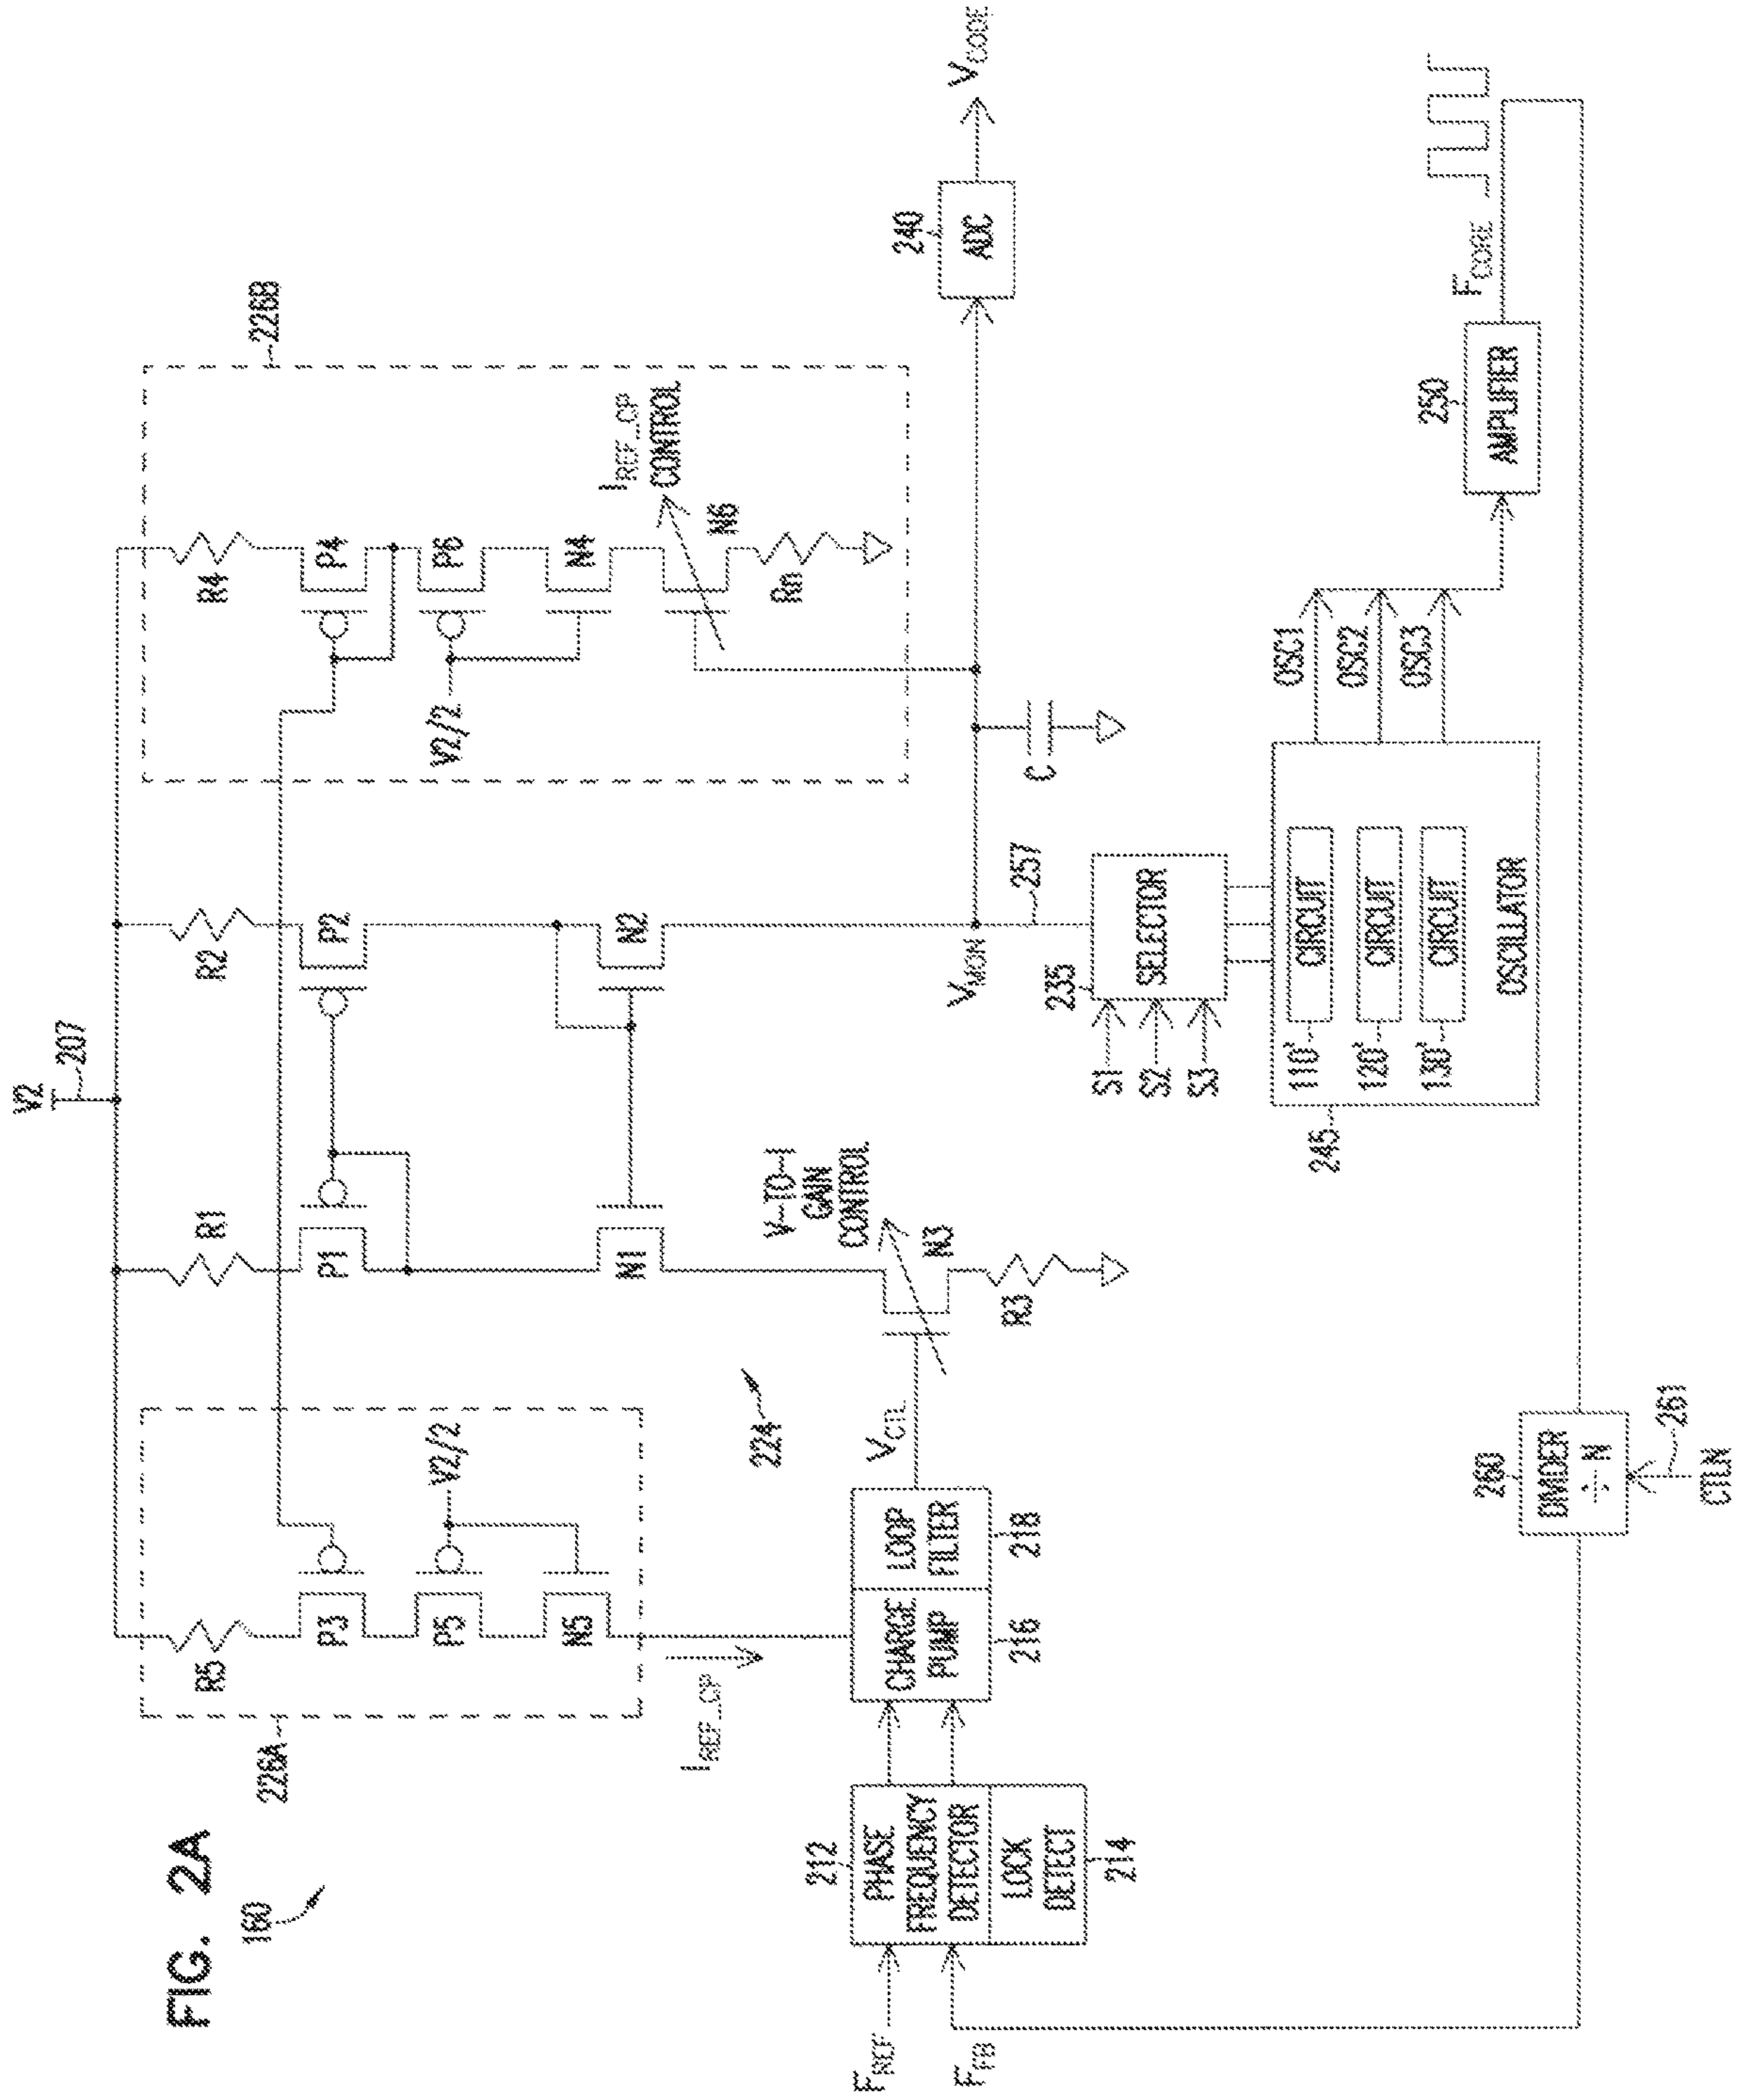 FIG. 2A
160
V2
207
226A
R5
P3
P5
N5
V2/2
I_REF_CP
R1
P1
N1
224
V-TO-I
GAIN
CONTROL
N3
R3
V_CTL
R2
P2
N2
226B
R4
P4
P6
V2/2
N4
I_REF_CP
CONTROL
N6
Rn
V_MON
257
C
240
ADC
V_CODE
F_REF
F_FB
212
PHASE
FREQUENCY
DETECTOR
LOCK
DETECT
214
CHARGE
PUMP
216
LOOP
FILTER
218
S1
S2
S3
235
SELECTOR
245
110'
CIRCUIT
120'
CIRCUIT
130'
CIRCUIT
OSCILLATOR
OSC1
OSC2
OSC3
250
AMPLIFIER
F_CORE
260
DIVIDER
÷ N
261
CTLN